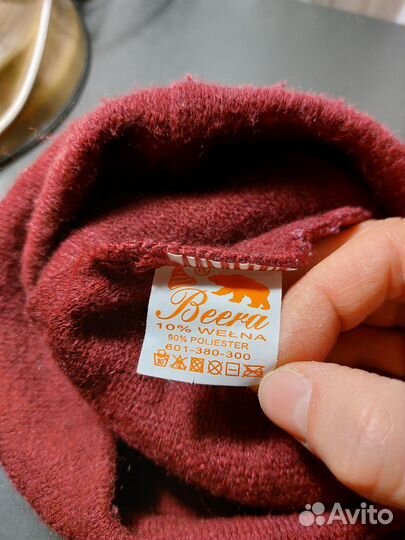 Beera
10% WEŁNA
90% POLIESTER
601-380-300
Avito